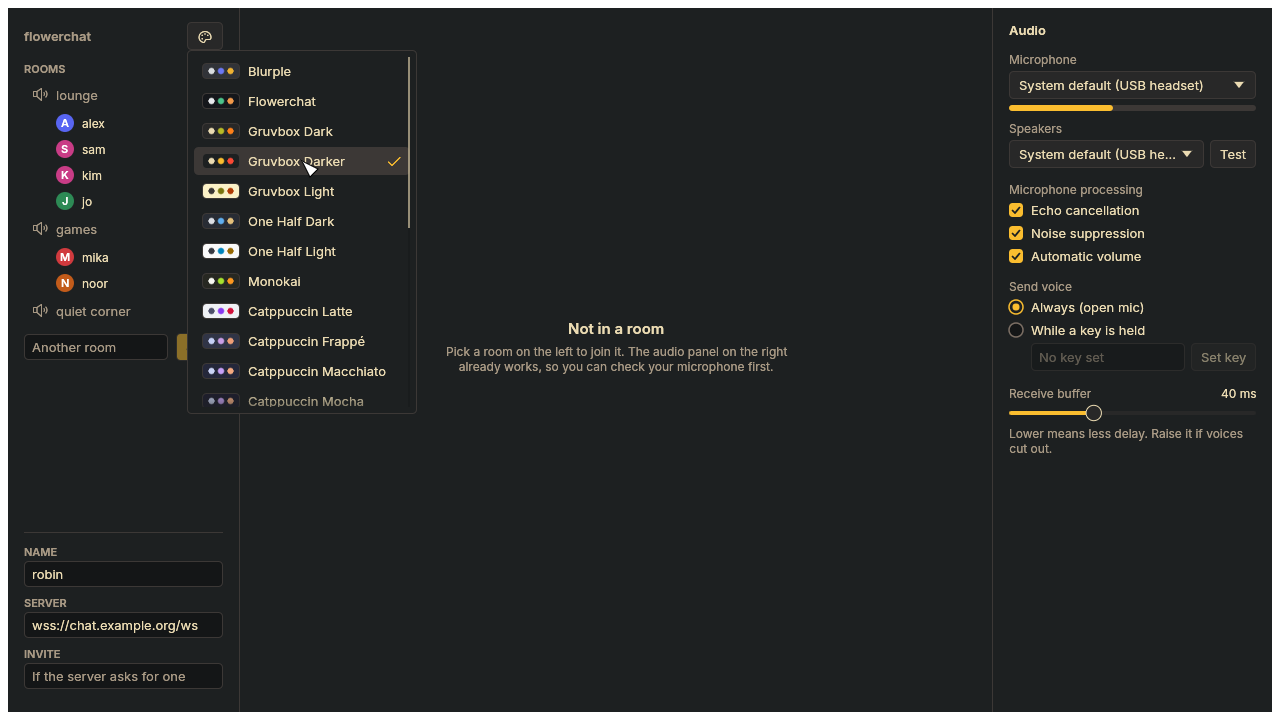 flowerchat
ROOMS
lounge
A alex
S sam
K kim
J jo
games
M mika
N noor
quiet corner
Another room
Blurple
Flowerchat
Gruvbox Dark
Gruvbox Darker
Gruvbox Light
One Half Dark
One Half Light
Monokai
Catppuccin Latte
Catppuccin Frappé
Catppuccin Macchiato
Catppuccin Mocha
NAME
robin
SERVER
wss://chat.example.org/ws
INVITE
If the server asks for one
Not in a room
Pick a room on the left to join it. The audio panel on the right
already works, so you can check your microphone first.
Audio
Microphone
System default (USB headset)
Speakers
System default (USB he...
Test
Microphone processing
Echo cancellation
Noise suppression
Automatic volume
Send voice
Always (open mic)
While a key is held
No key set
Set key
Receive buffer 40 ms
Lower means less delay. Raise it if voices
cut out.